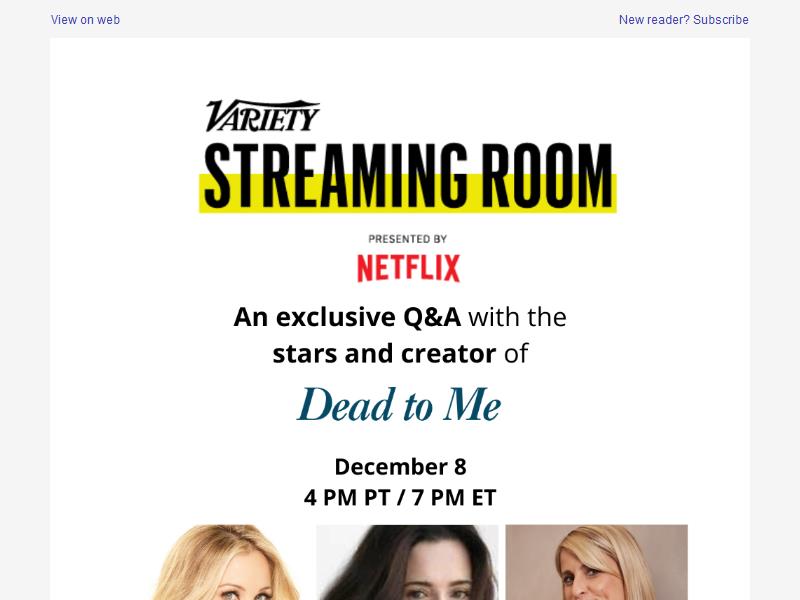 View on web
New reader? Subscribe
VARIETY
STREAMING ROOM
PRESENTED BY
NETFLIX
An exclusive Q&A with the
stars and creator of
Dead to Me
December 8
4 PM PT / 7 PM ET